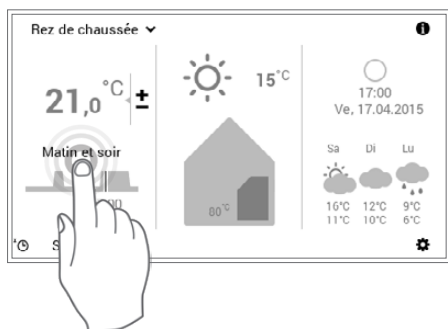 Rez de chaussée
21,0 °C ±
15°C
17:00
Ve, 17.04.2015
Matin et soir
Sa Di Lu
80 °C
16°C 12°C 9°C
11°C 10°C 6°C